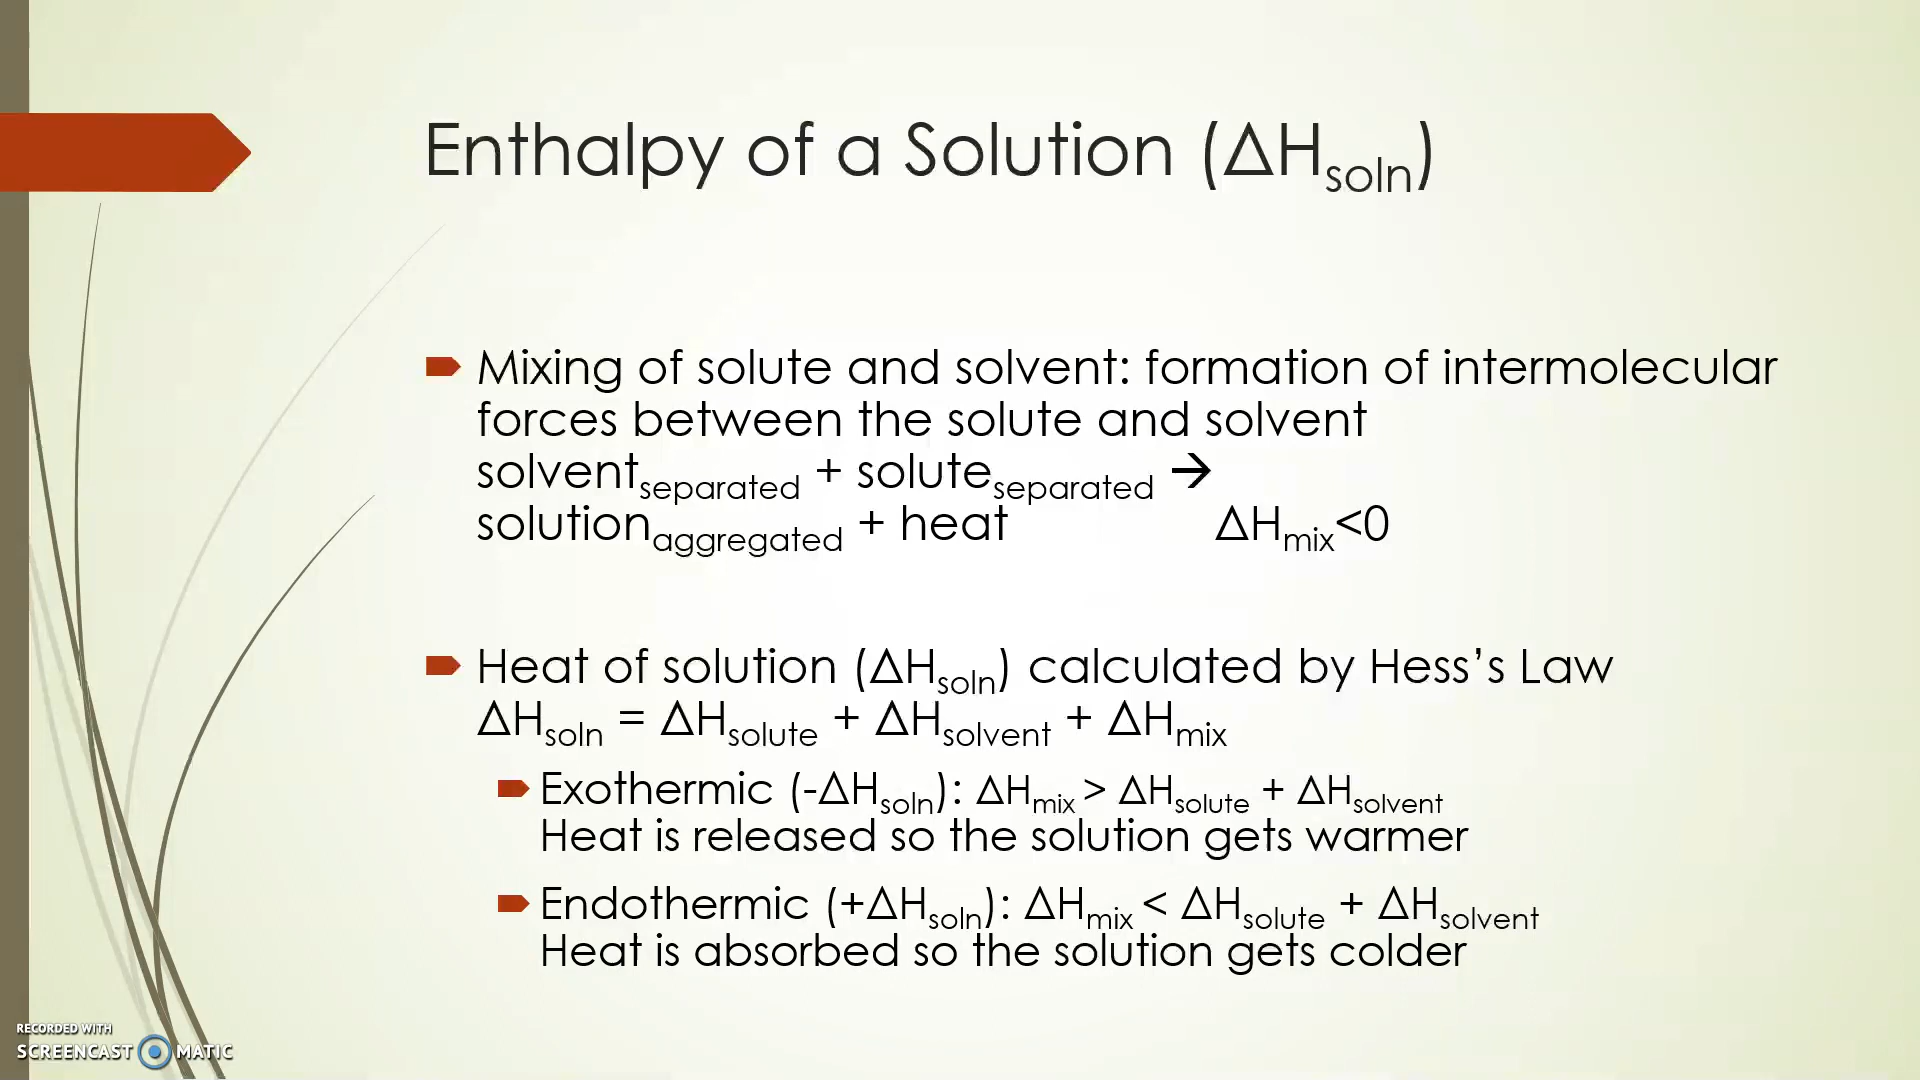 Enthalpy of a Solution (ΔHsoln)
Mixing of solute and solvent: formation of intermolecular
forces between the solute and solvent
solventseparated + soluteseparated →
solutionaggregated + heat ΔHmix<0
Heat of solution (ΔHsoln) calculated by Hess’s Law
ΔHsoln = ΔHsolute + ΔHsolvent + ΔHmix
Exothermic (-ΔHsoln): ΔHmix > ΔHsolute + ΔHsolvent
Heat is released so the solution gets warmer
Endothermic (+ΔHsoln): ΔHmix < ΔHsolute + ΔHsolvent
Heat is absorbed so the solution gets colder
RECORDED WITH
SCREENCAST MATIC